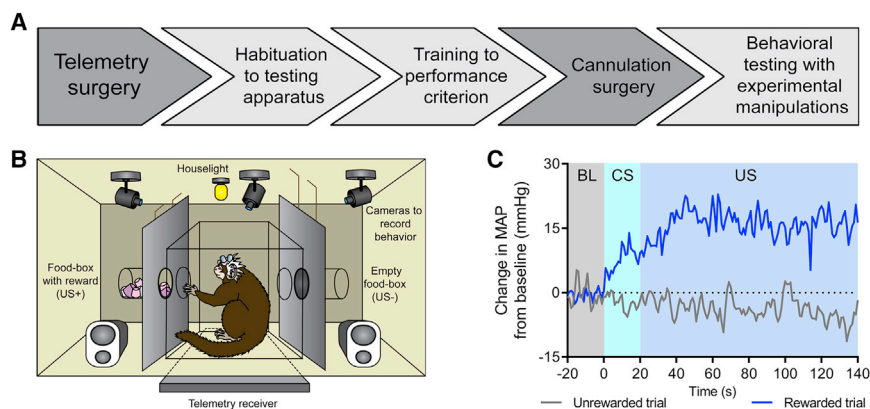 A
Telemetry
surgery
Habituation
to testing
apparatus
Training to
performance
criterion
Cannulation
surgery
Behavioral
testing with
experimental
manipulations
B
Houselight
Cameras to
record
behavior
Food-box
with reward
(US+)
Empty
food-box
(US-)
Telemetry receiver
C
BL CS US
Change in MAP
from baseline (mmHg)
30
15
0
-15
-20 0 20 40 60 80 100 120 140
Time (s)
Unrewarded trial Rewarded trial